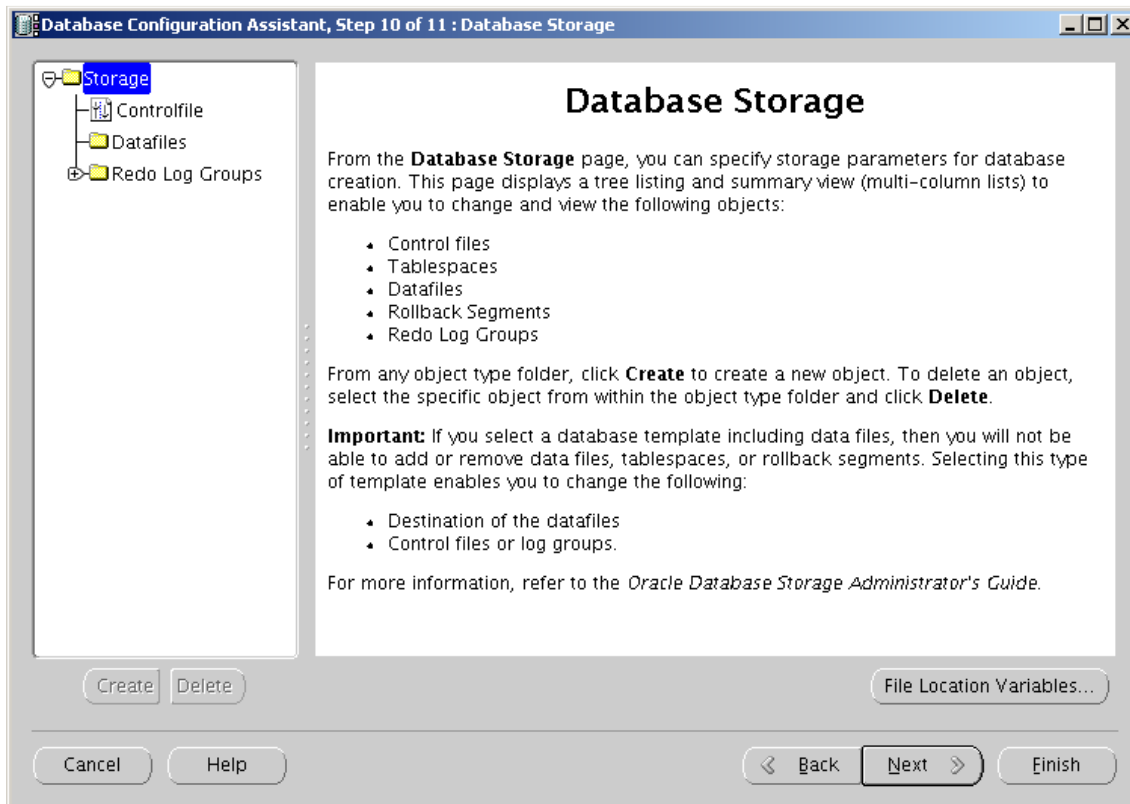 Database Configuration Assistant, Step 10 of 11 : Database Storage
Storage
Controlfile
Datafiles
Redo Log Groups
Database Storage
From the Database Storage page, you can specify storage parameters for database
creation. This page displays a tree listing and summary view (multi-column lists) to
enable you to change and view the following objects:
Control files
Tablespaces
Datafiles
Rollback Segments
Redo Log Groups
From any object type folder, click Create to create a new object. To delete an object,
select the specific object from within the object type folder and click Delete.
Important: If you select a database template including data files, then you will not be
able to add or remove data files, tablespaces, or rollback segments. Selecting this type
of template enables you to change the following:
Destination of the datafiles
Control files or log groups.
For more information, refer to the Oracle Database Storage Administrator's Guide.
Create Delete
File Location Variables...
Cancel Help Back Next Finish